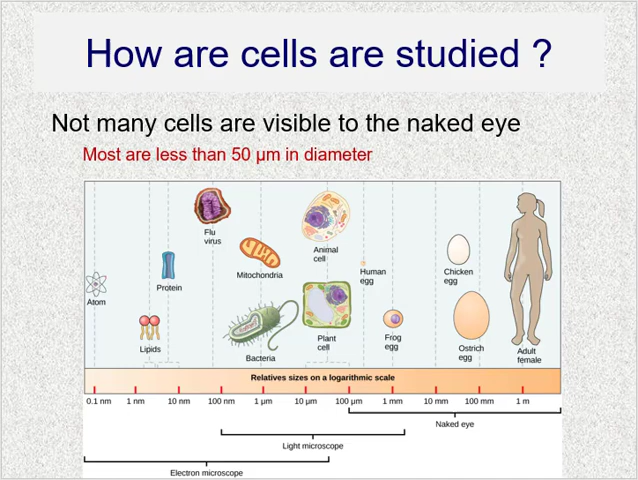 How are cells are studied ?
Not many cells are visible to the naked eye
Most are less than 50 µm in diameter
Flu
virus
Animal
cell
Mitochondria
Human
egg
Chicken
egg
Protein
Atom
Lipids
Bacteria
Plant
cell
Frog
egg
Ostrich
egg
Adult
female
Relatives sizes on a logarithmic scale
0.1 nm 1 nm 10 nm 100 nm 1 µm 10 µm 100 µm 1 mm 10 mm 100 mm 1 m
Naked eye
Light microscope
Electron microscope